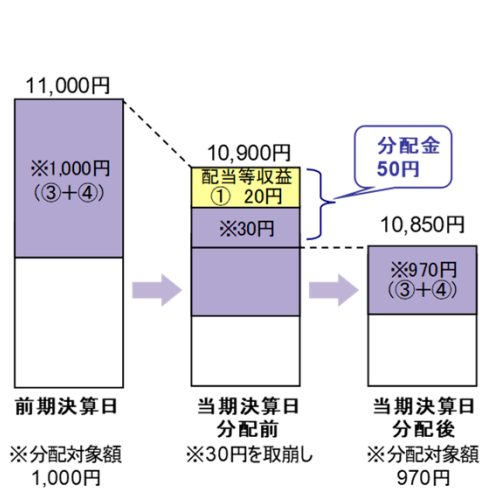 11,000円
※1,000円
(③+④)
前期決算日
※分配対象額
1,000円
10,900円
配当等収益
① 20円
※30円
当期決算日
分配前
※30円を取崩し
分配金
50円
10,850円
※970円
(③+④)
当期決算日
分配後
※分配対象額
970円